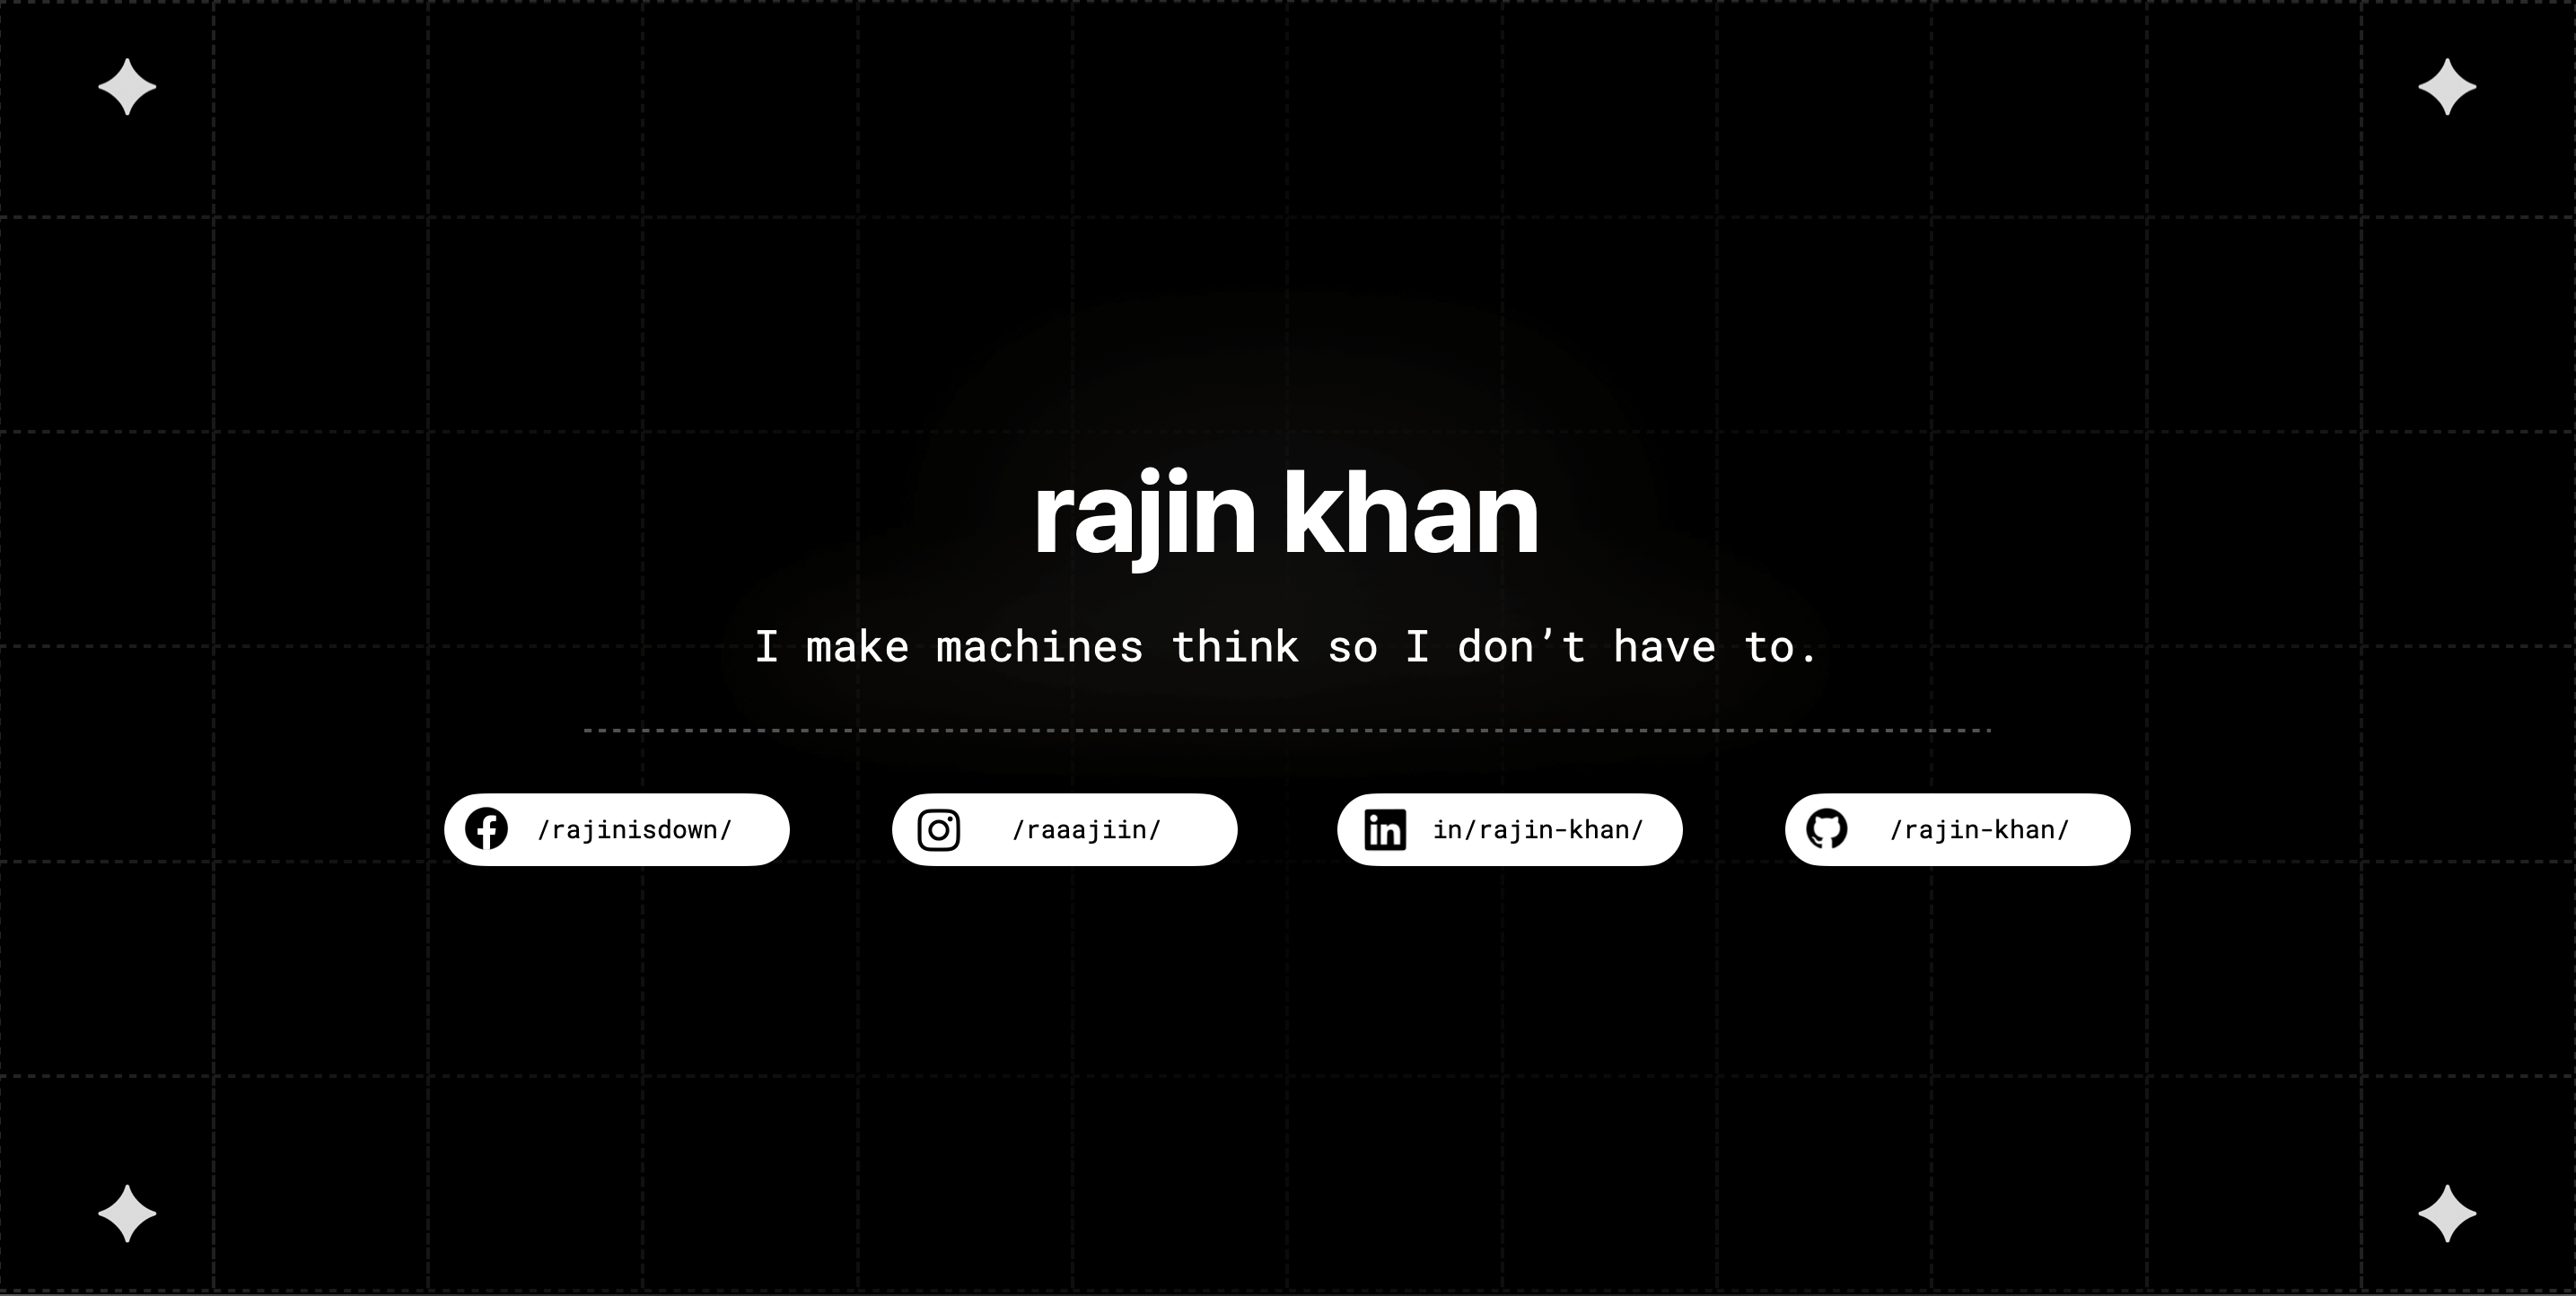 rajin khan
I make machines think so I don’t have to.
/rajinisdown/
/raaajiin/
in/rajin-khan/
/rajin-khan/